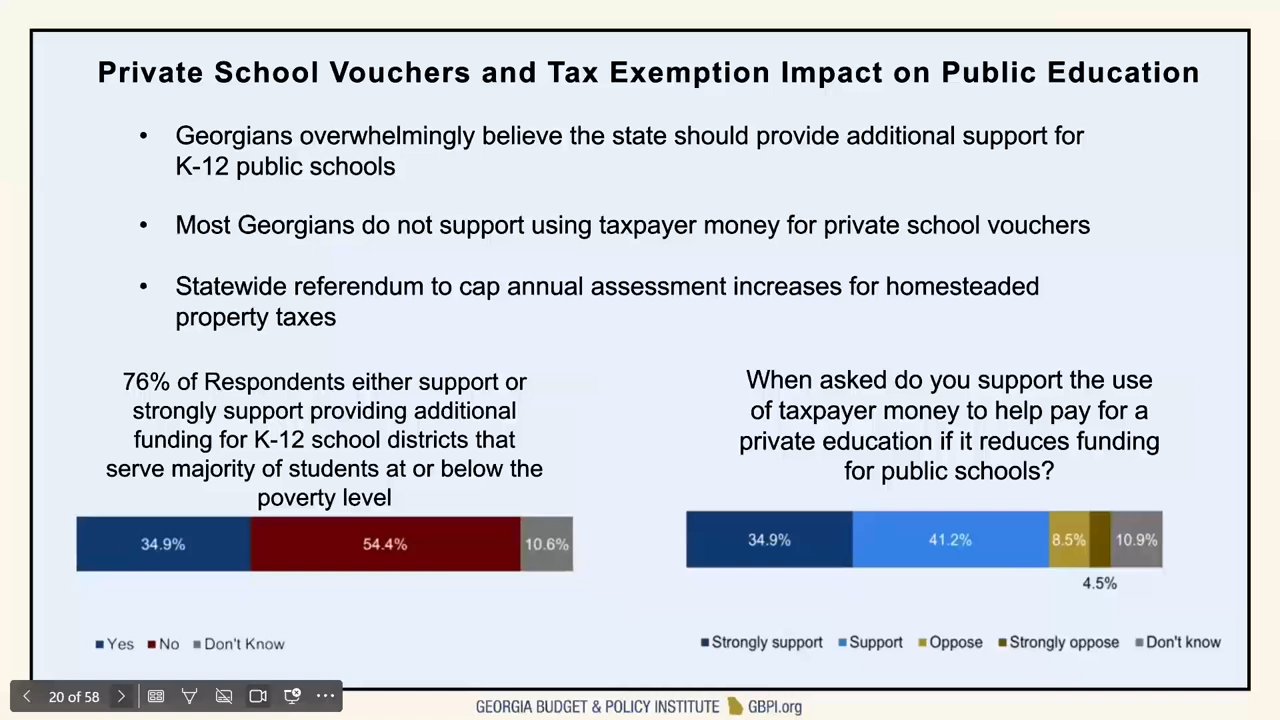 Private School Vouchers and Tax Exemption Impact on Public Education
• Georgians overwhelmingly believe the state should provide additional support for
K-12 public schools
• Most Georgians do not support using taxpayer money for private school vouchers
• Statewide referendum to cap annual assessment increases for homesteaded
property taxes
76% of Respondents either support or
strongly support providing additional
funding for K-12 school districts that
serve majority of students at or below the
poverty level
34.9% 54.4% 10.6%
Yes No Don't Know
When asked do you support the use
of taxpayer money to help pay for a
private education if it reduces funding
for public schools?
34.9% 41.2% 8.5% 10.9%
4.5%
Strongly support Support Oppose Strongly oppose Don't know
20 of 58
GEORGIA BUDGET & POLICY INSTITUTE GBPI.org